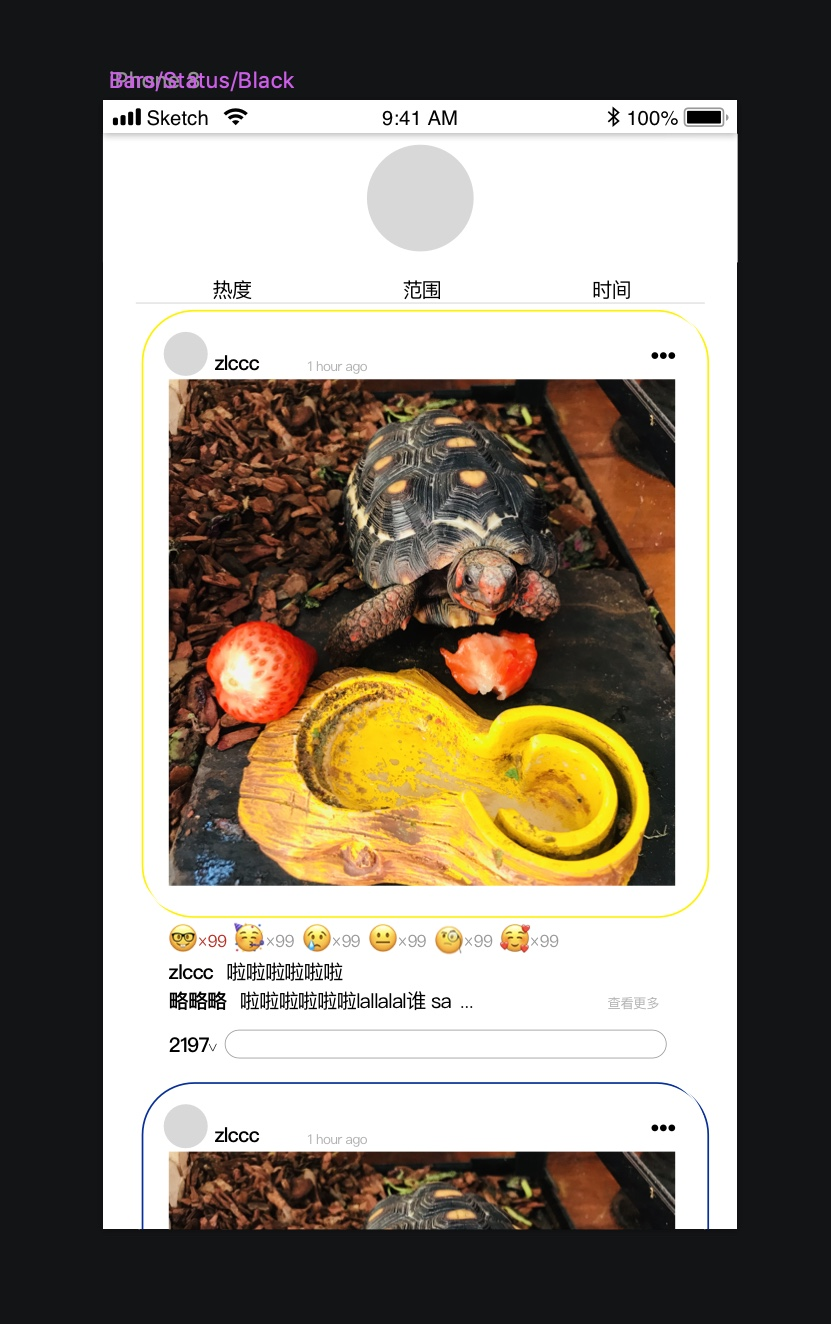 Bars/Status/Black
Sketch 9:41 AM 100%
热度 范围 时间
zlccc 1 hour ago •••
×99 ×99 ×99 ×99 ×99 ×99
zlccc 啦啦啦啦啦啦
略略略 啦啦啦啦啦啦lallalal谁 sa ... 查看更多
2197
zlccc 1 hour ago •••